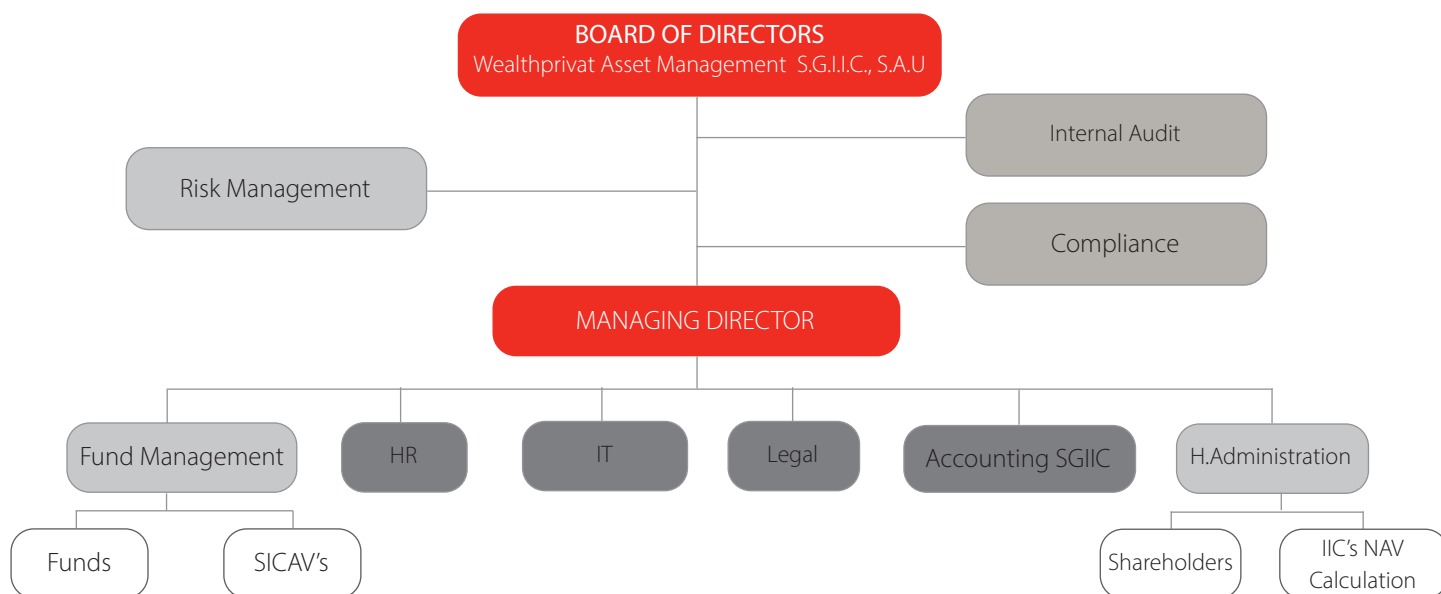 BOARD OF DIRECTORS
Wealthprivat Asset Management S.G.I.I.C., S.A.U
Internal Audit
Risk Management
Compliance
MANAGING DIRECTOR
Fund Management
HR
IT
Legal
Accounting SGIIC
H.Administration
Funds
SICAV's
Shareholders
IIC's NAV
Calculation